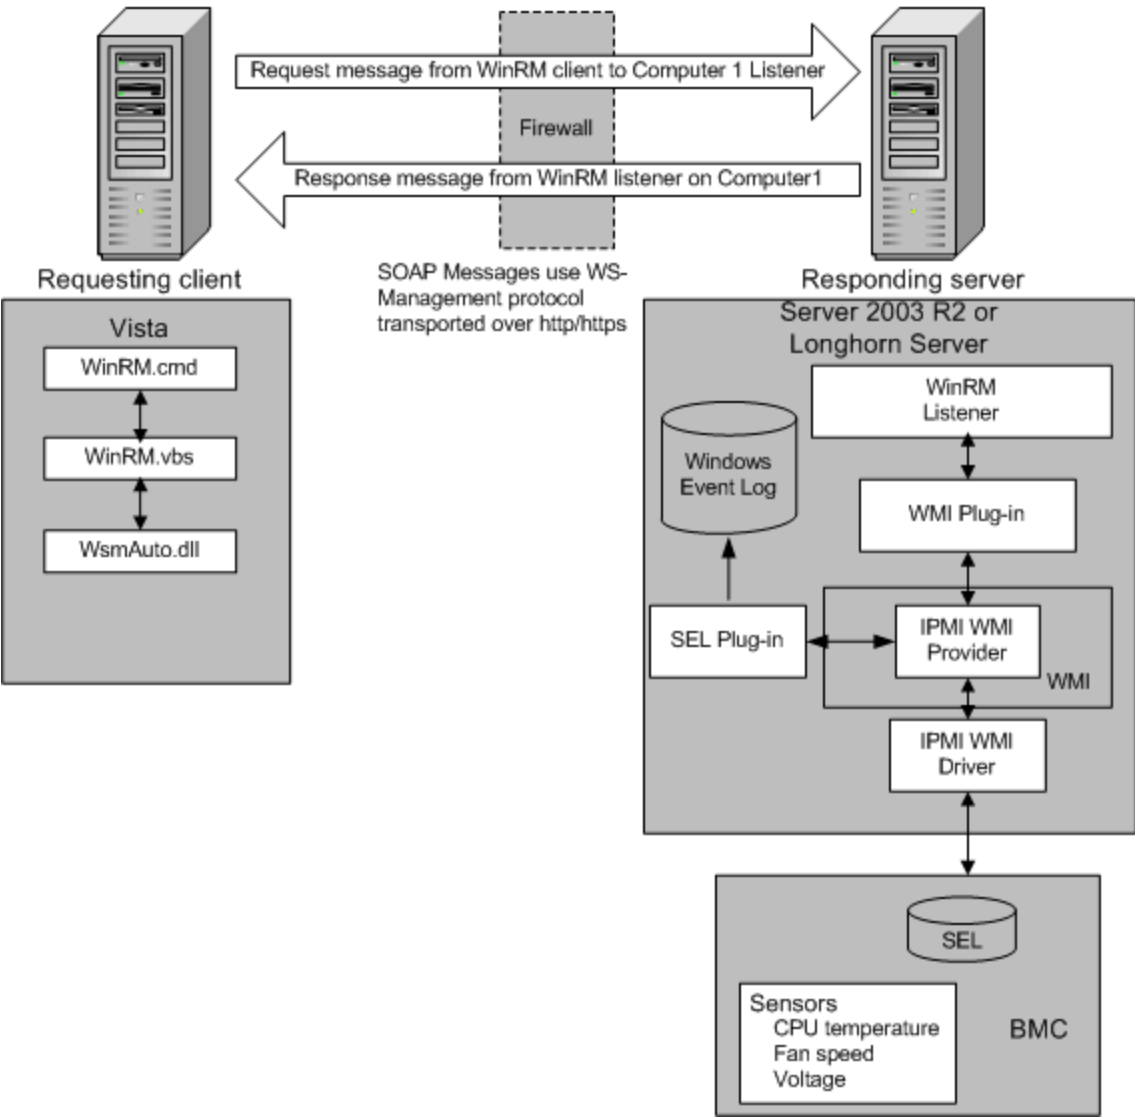 Request message from WinRM client to Computer 1 Listener
Firewall
Response message from WinRM listener on Computer1
SOAP Messages use WS-
Management protocol
transported over http/https
Requesting client
Vista
WinRM.cmd
WinRM.vbs
WsmAuto.dll
Responding server
Server 2003 R2 or
Longhorn Server
WinRM
Listener
Windows
Event Log
WMI Plug-in
SEL Plug-in
IPMI WMI
Provider
WMI
IPMI WMI
Driver
SEL
Sensors
CPU temperature
Fan speed
Voltage
BMC